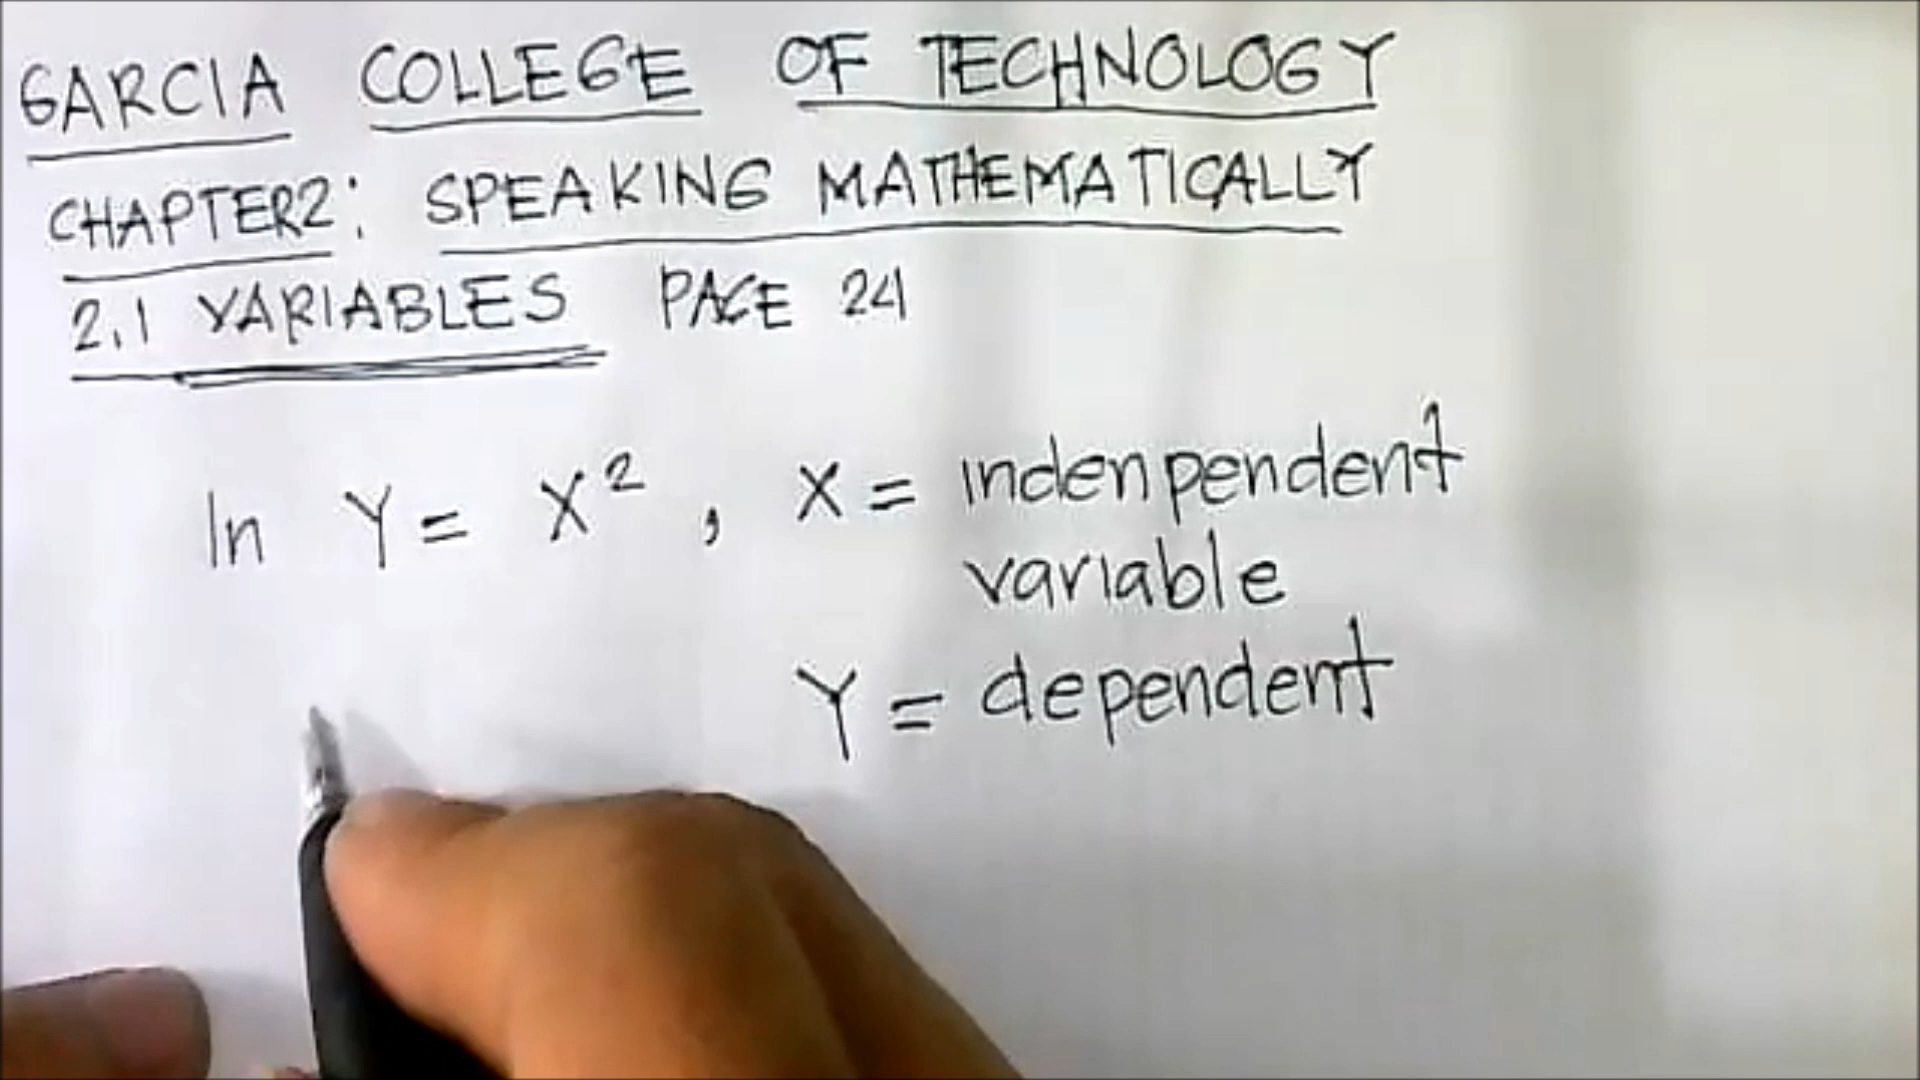 GARCIA COLLEGE OF TECHNOLOGY
CHAPTER2: SPEAKING MATHEMATICALLY
2.1 VARIABLES PAGE 24
In Y = X², X = indenpendent
variable
Y = dependent